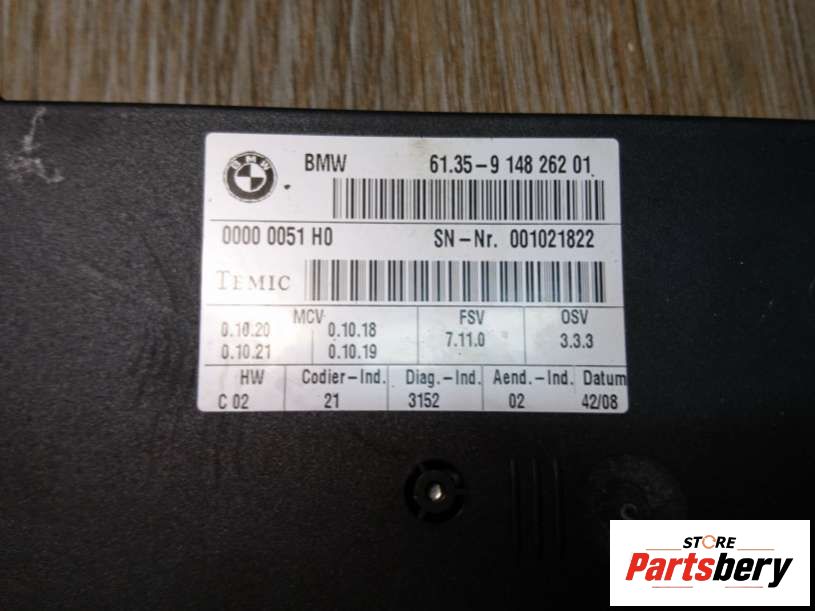 BMW
BMW 61.35-9 148 262 01
0000 0051 H0 SN-Nr. 001021822
TEMIC
MCV FSV OSV
0.10.20 0.10.18 7.11.0 3.3.3
0.10.21 0.10.19
HW Codier-Ind. Diag.-Ind. Aend.-Ind. Datum
C 02 21 3152 02 42/08
STORE
Partsbery